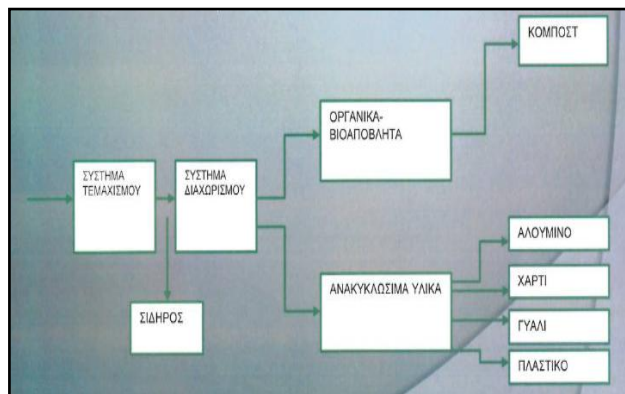 ΚΟΜΠΟΣΤ
ΟΡΓΑΝΙΚΑ-
ΒΙΟΑΠΟΒΛΗΤΑ
ΣΥΣΤΗΜΑ
ΤΕΜΑΧΙΣΜΟΥ
ΣΥΣΤΗΜΑ
ΔΙΑΧΩΡΙΣΜΟΥ
ΣΙΔΗΡΟΣ
ΑΝΑΚΥΚΛΩΣΙΜΑ ΥΛΙΚΑ
ΑΛΟΥΜΙΝΟ
ΧΑΡΤΙ
ΓΥΑΛΙ
ΠΛΑΣΤΙΚΟ